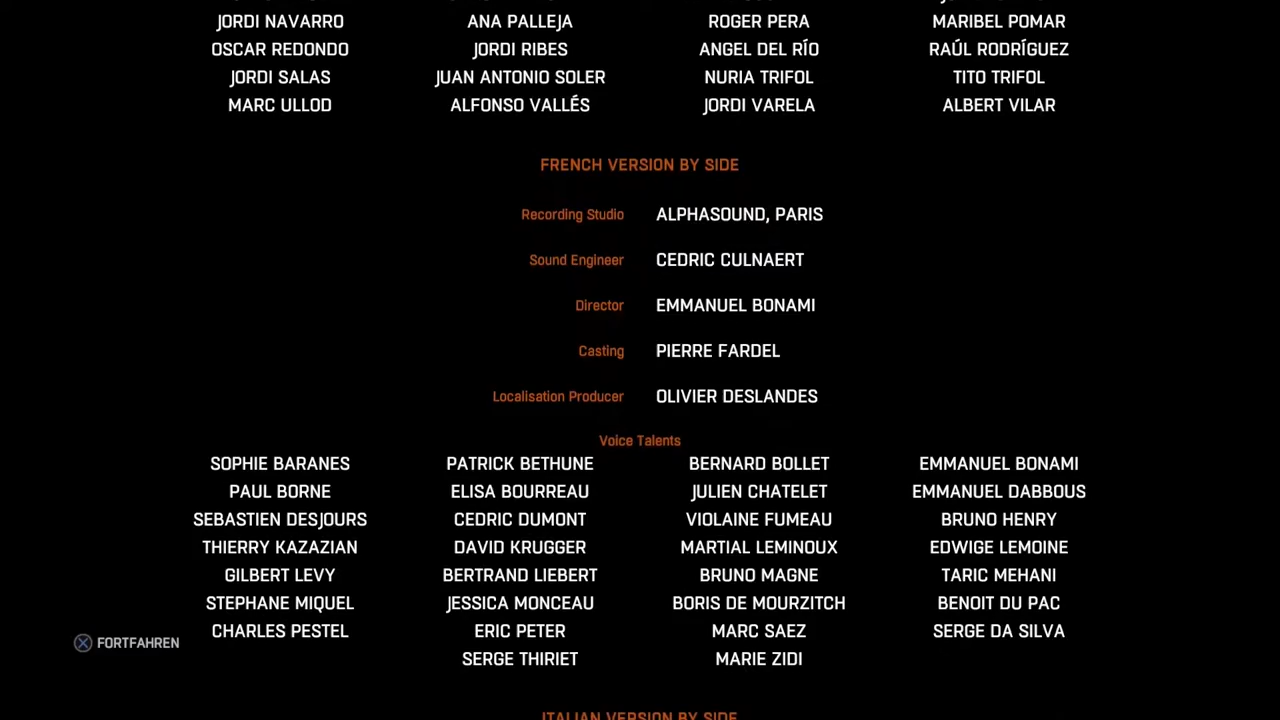 JORDI NAVARRO ANA PALLEJA ROGER PERA MARIBEL POMAR
OSCAR REDONDO JORDI RIBES ANGEL DEL RÍO RAÚL RODRÍGUEZ
JORDI SALAS JUAN ANTONIO SOLER NURIA TRIFOL TITO TRIFOL
MARC ULLOD ALFONSO VALLÉS JORDI VARELA ALBERT VILAR
FRENCH VERSION BY SIDE
Recording Studio ALPHASOUND, PARIS
Sound Engineer CEDRIC CULNAERT
Director EMMANUEL BONAMI
Casting PIERRE FARDEL
Localisation Producer OLIVIER DESLANDES
Voice Talents
SOPHIE BARANES PATRICK BETHUNE BERNARD BOLLET EMMANUEL BONAMI
PAUL BORNE ELISA BOURREAU JULIEN CHATELET EMMANUEL DABBOUS
SEBASTIEN DESJOURS CEDRIC DUMONT VIOLAINE FUMEAU BRUNO HENRY
THIERRY KAZAZIAN DAVID KRUGGER MARTIAL LEMINOUX EDWIGE LEMOINE
GILBERT LEVY BERTRAND LIEBERT BRUNO MAGNE TARIC MEHANI
STEPHANE MIQUEL JESSICA MONCEAU BORIS DE MOURZITCH BENOIT DU PAC
CHARLES PESTEL ERIC PETER MARC SAEZ SERGE DA SILVA
FORTFAHREN
SERGE THIRIET MARIE ZIDI
ITALIAN VERSION BY SIDE